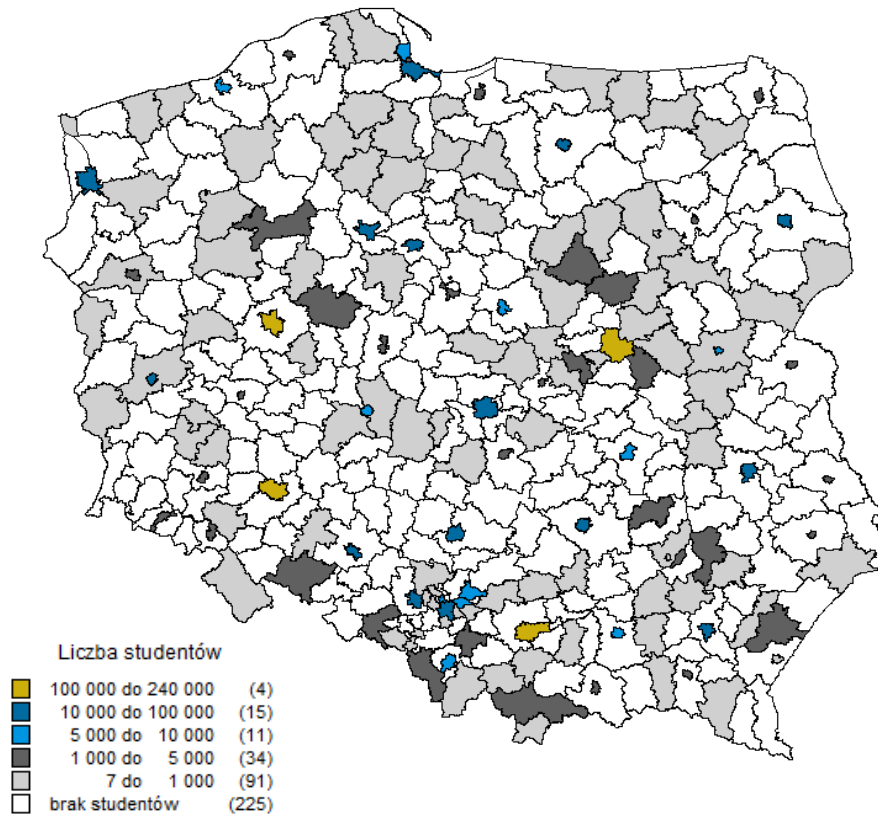 Liczba studentów
100 000 do 240 000 (4)
10 000 do 100 000 (15)
5 000 do 10 000 (11)
1 000 do 5 000 (34)
7 do 1 000 (91)
brak studentów (225)